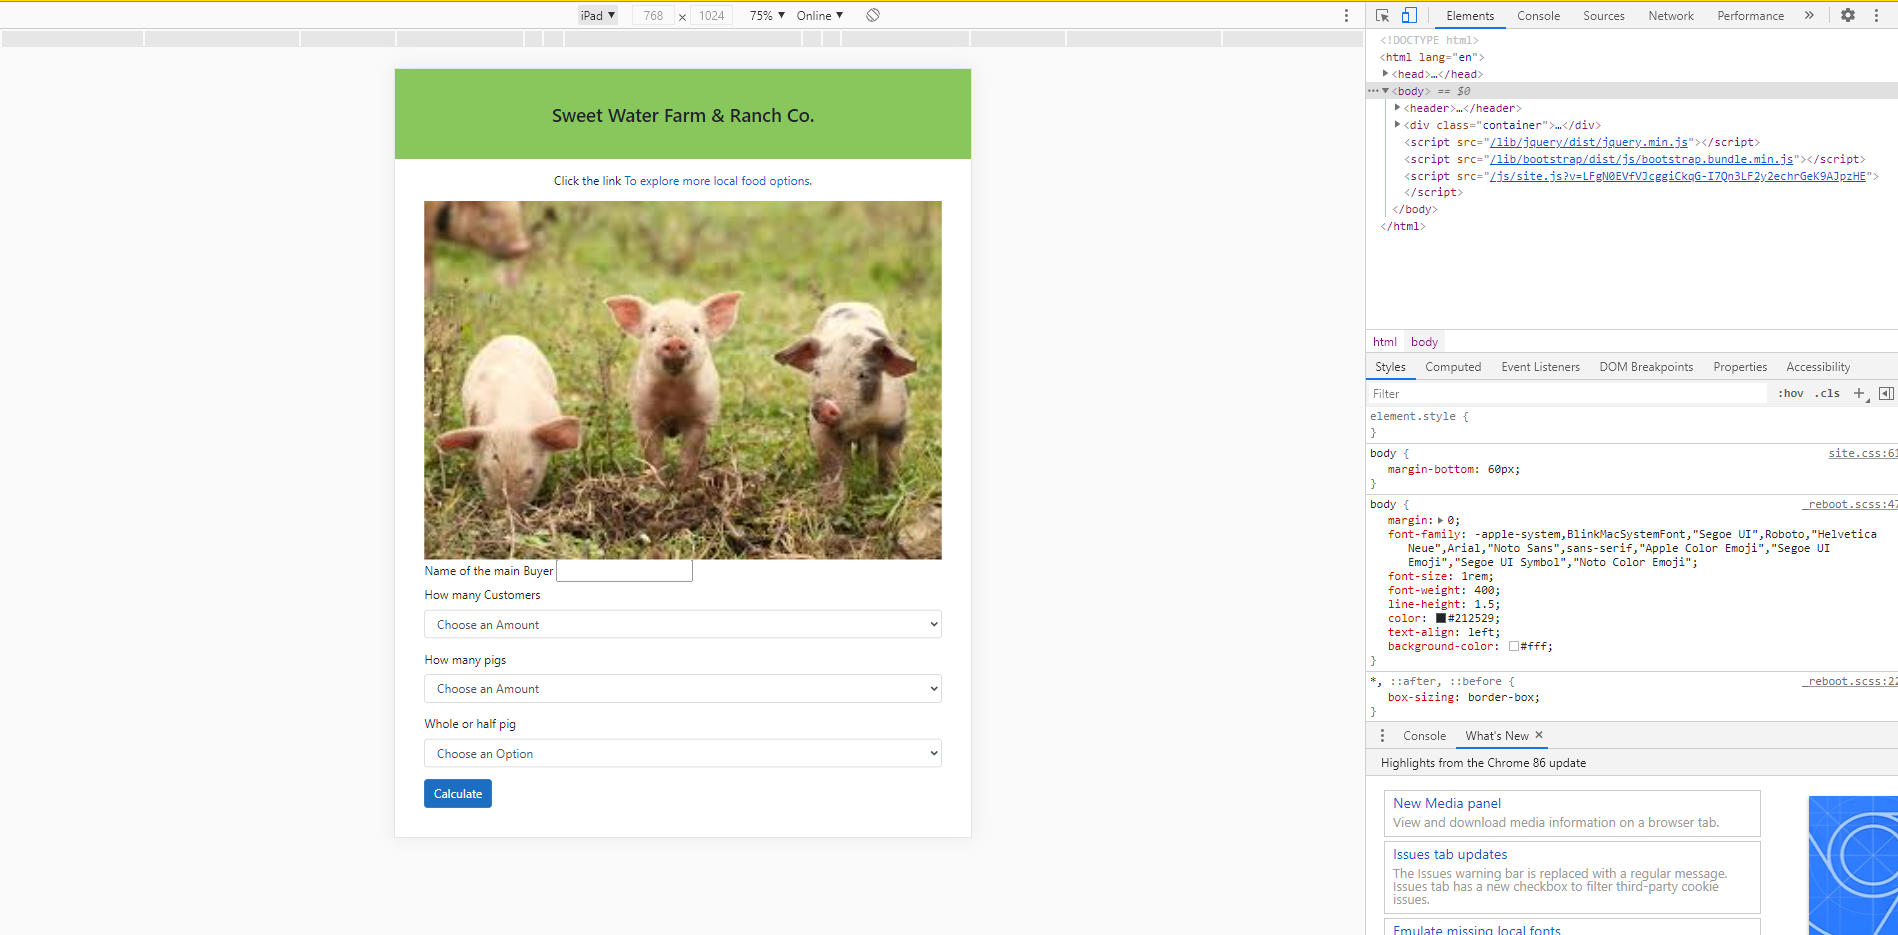 iPad ▼ 768 × 1024 75% ▼ Online ▼
Sweet Water Farm & Ranch Co.
Click the link To explore more local food options.
Name of the main Buyer
How many Customers
Choose an Amount
How many pigs
Choose an Amount
Whole or half pig
Choose an Option
Calculate
Elements Console Sources Network Performance »
<!DOCTYPE html>
<html lang="en">
<head>…</head>
<body> == $0
<header>…</header>
<div class="container">…</div>
<script src="/lib/jquery/dist/jquery.min.js"></script>
<script src="/lib/bootstrap/dist/js/bootstrap.bundle.min.js"></script>
<script src="/js/site.js?v=LFgN0EVfVJcggiCkqG-I7Qn3LF2y2echrGeK9AJpzHE">
</script>
</body>
</html>
html body
Styles Computed Event Listeners DOM Breakpoints Properties Accessibility
Filter :hov .cls +
element.style {
}
body { site.css:61
margin-bottom: 60px;
}
body { _reboot.scss:47
margin: 0;
font-family: -apple-system,BlinkMacSystemFont,"Segoe UI",Roboto,"Helvetica
Neue",Arial,"Noto Sans",sans-serif,"Apple Color Emoji","Segoe UI
Emoji","Segoe UI Symbol","Noto Color Emoji";
font-size: 1rem;
font-weight: 400;
line-height: 1.5;
color: #212529;
text-align: left;
background-color: #fff;
}
*, ::after, ::before { _reboot.scss:22
box-sizing: border-box;
}
Console What's New ×
Highlights from the Chrome 86 update
New Media panel
View and download media information on a browser tab.
Issues tab updates
The Issues warning bar is replaced with a regular message.
Issues tab has a new checkbox to filter third-party cookie
issues.
Emulate missing local fonts